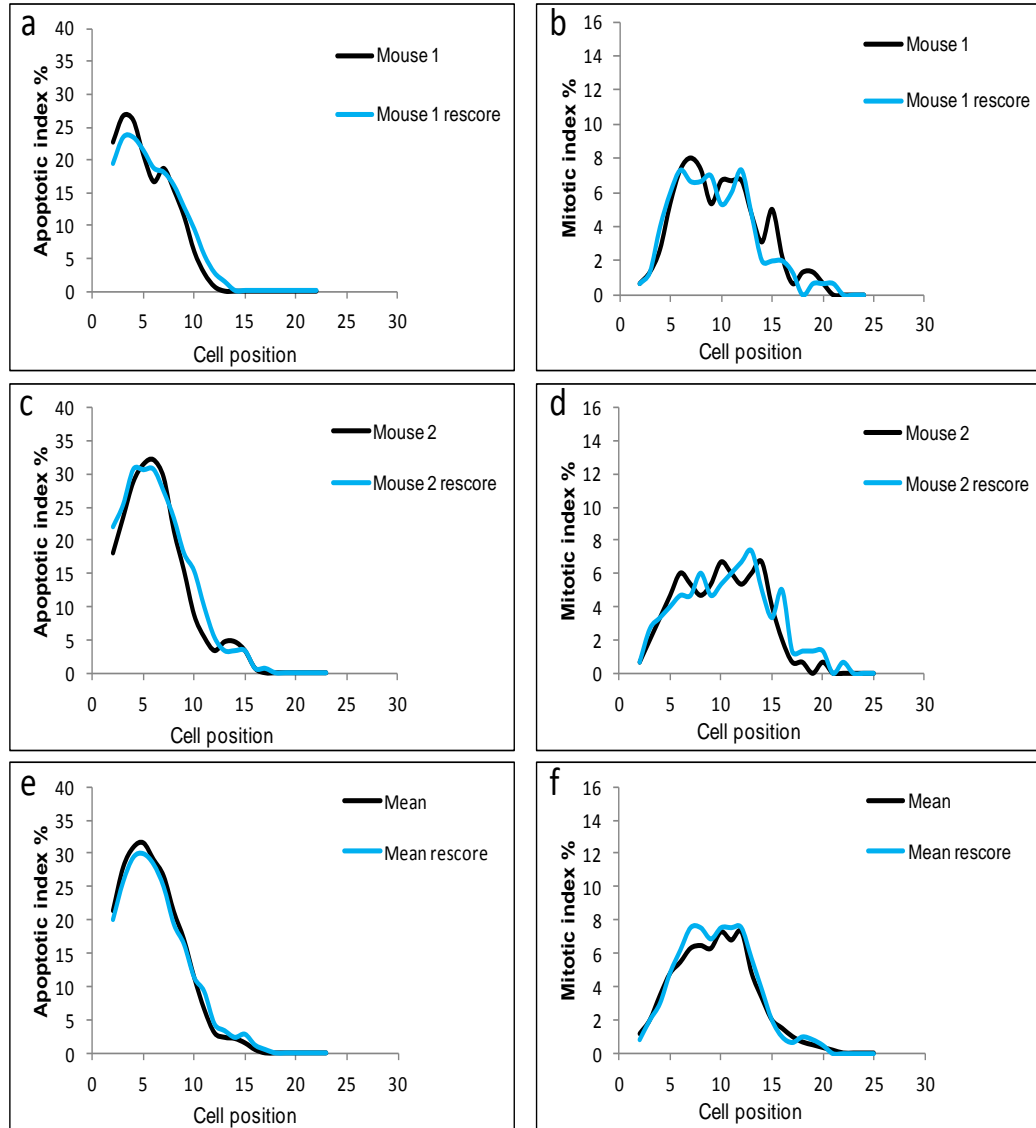 a
Apoptotic index %
40
35
30
25
20
15
10
5
0
0 5 10 15 20 25 30
Cell position
Mouse 1
Mouse 1 rescore
b
Mitotic index %
16
14
12
10
8
6
4
2
0
0 5 10 15 20 25 30
Cell position
Mouse 1
Mouse 1 rescore
c
Apoptotic index %
40
35
30
25
20
15
10
5
0
0 5 10 15 20 25 30
Cell position
Mouse 2
Mouse 2 rescore
d
Mitotic index %
16
14
12
10
8
6
4
2
0
0 5 10 15 20 25 30
Cell position
Mouse 2
Mouse 2 rescore
e
Apoptotic index %
40
35
30
25
20
15
10
5
0
0 5 10 15 20 25 30
Cell position
Mean
Mean rescore
f
Mitotic index %
16
14
12
10
8
6
4
2
0
0 5 10 15 20 25 30
Cell position
Mean
Mean rescore